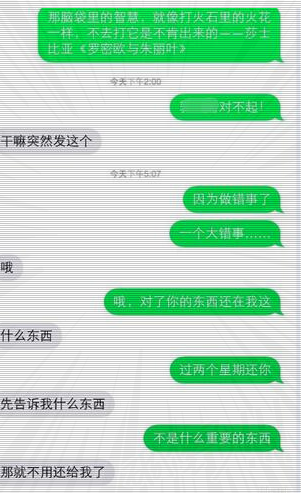 那脑袋里的智慧，就像打火石里的火花
一样，不去打它是不肯出来的——莎士
比亚《罗密欧与朱丽叶》
今天下午2:00
对不起！
干嘛突然发这个
今天下午5:07
因为做错事了
一个大错事……
哦
哦，对了你的东西还在我这
什么东西
过两个星期还你
先告诉我什么东西
不是什么重要的东西
那就不用还给我了